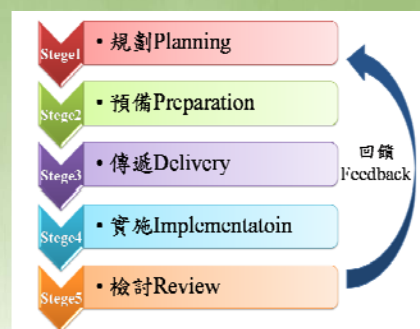 Stege1
• 規劃Planning
Stege2
• 預備Preparation
Stege3
• 傳遞Delivery
Stege4
• 實施Implementatoin
Stege5
• 檢討Review
回饋
Feedback